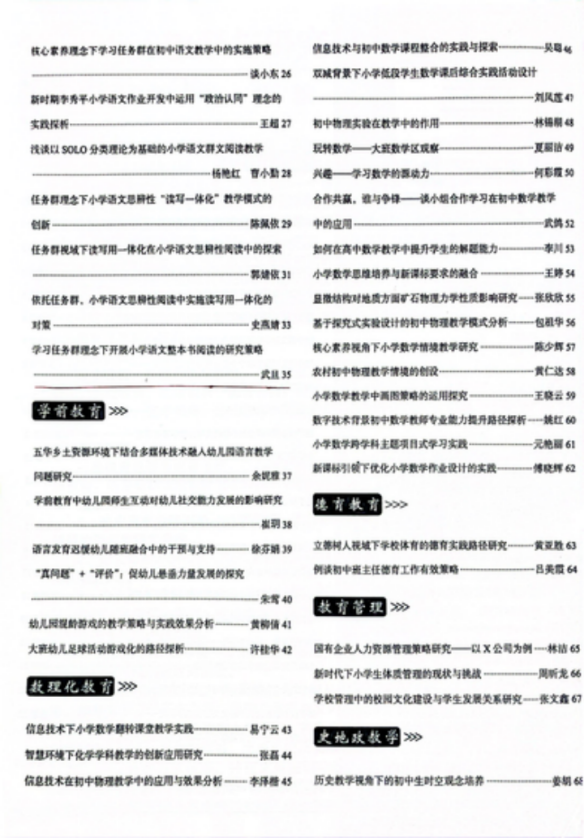 核心素养理念下学习任务群在初中语文教学中的实施策略
谈小东 26
新时期李秀平小学语文作业开发中运用“政治认同”理念的
实践探析 王超 27
浅谈以 SOLO 分类理论为基础的小学语文群文阅读教学
杨艳红 曹小勤 28
任务群理念下小学语文思辨性“读写一体化”教学模式的
创新 陈佩依 29
任务群视域下读写用一体化在小学语文思辨性阅读中的探索
郭婕依 31
依托任务群、小学语文思辨性阅读中实施读写用一体化的
对策 史燕婧 33
学习任务群理念下开展小学语文整本书阅读的研究策略
武旦 35
学前教育 >>>
五华乡土资源环境下结合多媒体技术融入幼儿园语言教学
问题研究 余妮雅 37
学前教育中幼儿园师生互动对幼儿社交能力发展的影响研究
崔玥 38
语言发育迟缓幼儿随班融合中的干预与支持 徐芬娟 39
“真问题”+“评价”：促幼儿悬垂力量发展的探究
朱莺 40
幼儿园混龄游戏的教学策略与实践效果分析 黄柳倩 41
大班幼儿足球活动游戏化的路径探析 许桂华 42
数理化教育 >>>
信息技术下小学数学翻转课堂教学实践 易宁云 43
智慧环境下化学学科教学的创新应用研究 张磊 44
信息技术在初中物理教学中的应用与效果分析 李泽楷 45
信息技术与初中数学课程整合的实践与探索 吴聪 46
双减背景下小学低段学生数学课后综合实践活动设计
刘凤莲 47
初中物理实验在教学中的作用 林锡潮 48
玩转数学——大班数学区观察 夏丽洁 49
兴趣——学习数学的源动力 何彩霞 50
合作共赢，谁与争锋——谈小组合作学习在初中数学教学
中的应用 武鸽 52
如何在高中数学教学中提升学生的解题能力 李川 53
小学数学思维培养与新课标要求的融合 王婷 54
显微结构对地质方面矿石物理力学性质影响研究 张欣欣 55
基于探究式实验设计的初中物理教学模式分析 包祖华 56
核心素养视角下小学数学情境教学研究 陈少辉 57
农村初中物理教学情境的创设 黄仁达 58
小学数学教学中画图策略的运用探究 王晓云 59
数字技术背景初中数学教师专业能力提升路径探析 姚红 60
小学数学跨学科主题项目式学习实践 元艳丽 61
新课标引领下优化小学数学作业设计的实践 傅晓辉 62
德育教育 >>>
立德树人视域下学校体育的德育实践路径研究 黄亚胜 63
例谈初中班主任德育工作有效策略 吕美霞 64
教育管理 >>>
国有企业人力资源管理策略研究——以 X 公司为例 林洁 65
新时代下小学生体质管理的现状与挑战 周昕龙 66
学校管理中的校园文化建设与学生发展关系研究 张文鑫 67
史地政教学 >>>
历史教学视角下的初中生时空观念培养 姜娟 68